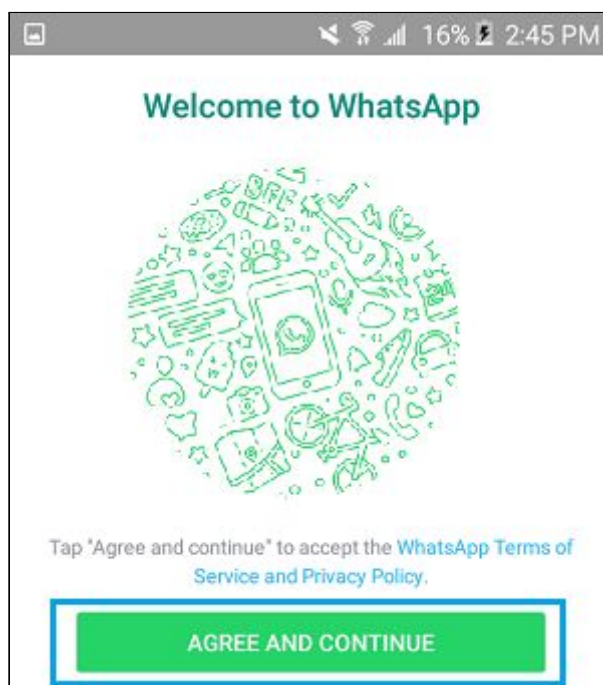 16% 2:45 PM
Welcome to WhatsApp
BFF
Tap "Agree and continue" to accept the WhatsApp Terms of
Service and Privacy Policy.
AGREE AND CONTINUE